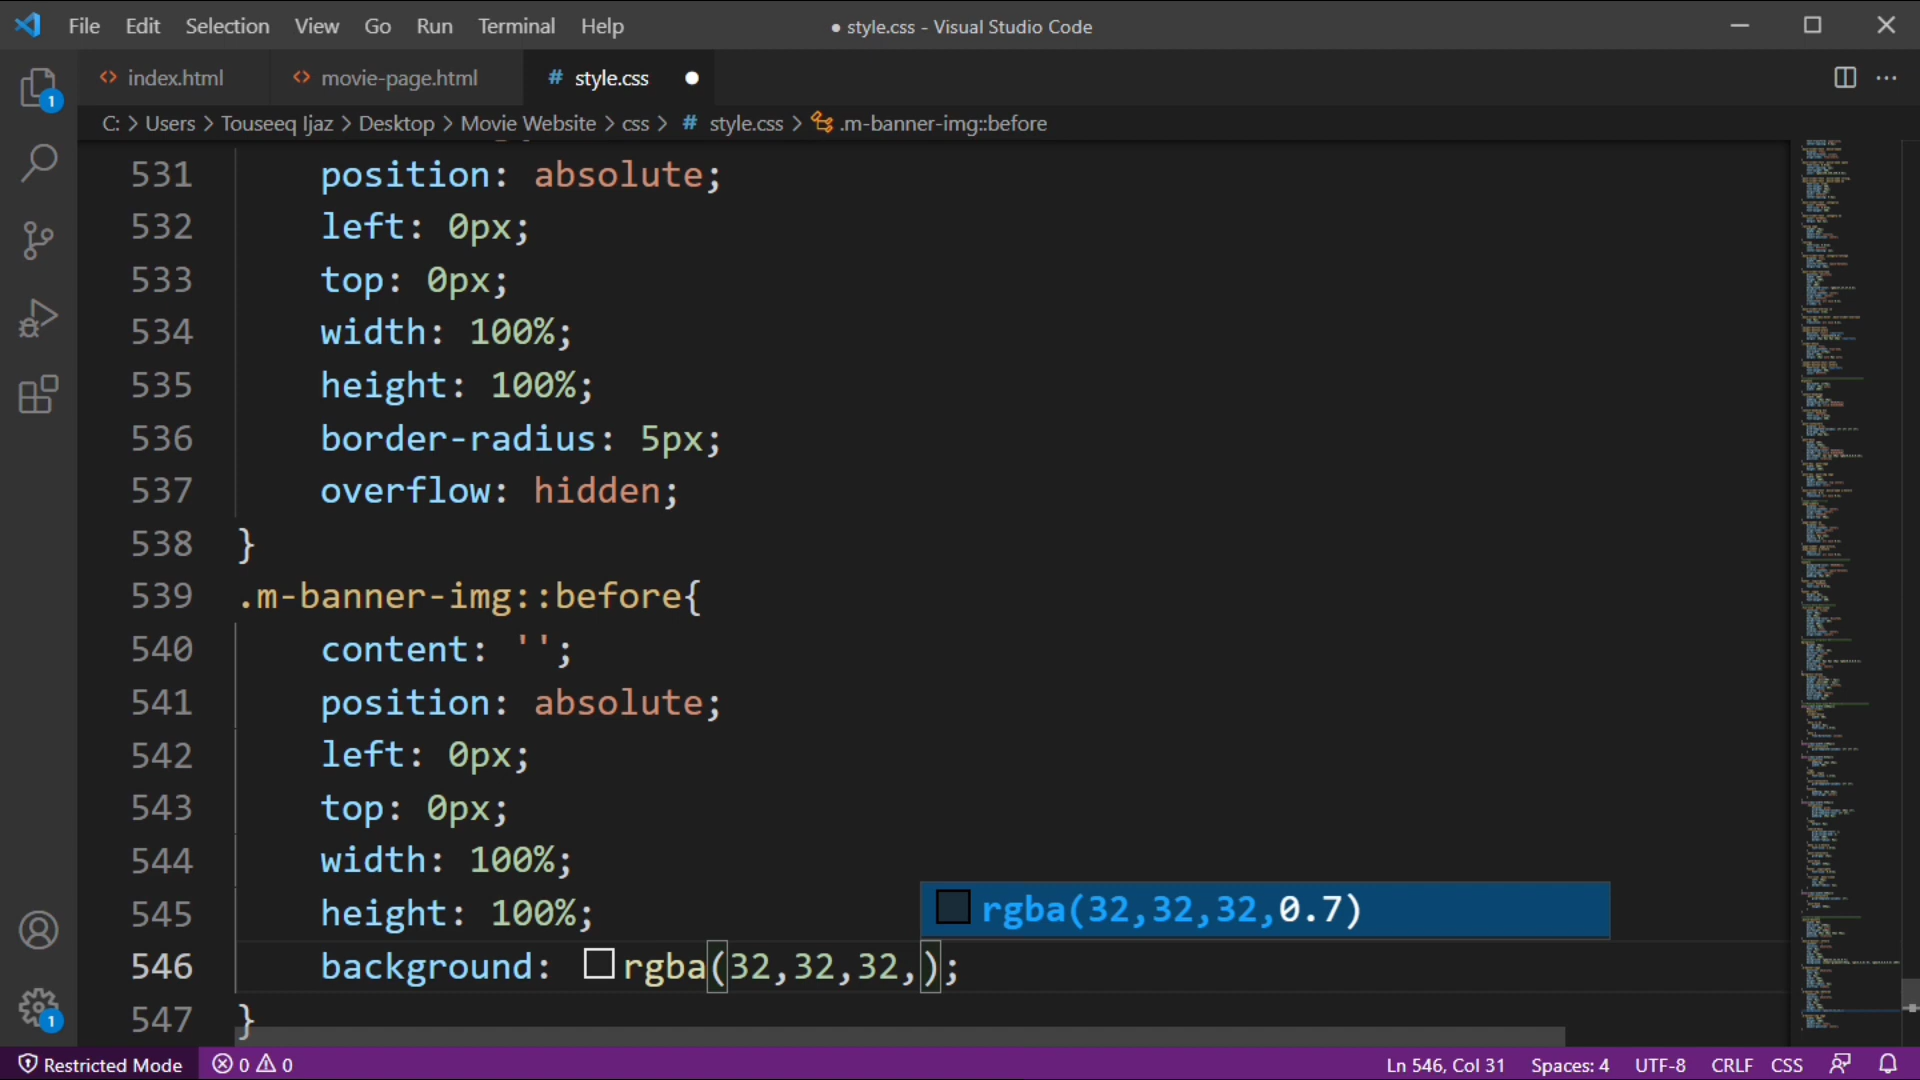 File Edit Selection View Go Run Terminal Help ● style.css - Visual Studio Code
<> index.html <> movie-page.html # style.css ●
C: > Users > Touseeq Ijaz > Desktop > Movie Website > css > # style.css > .m-banner-img::before
531 position: absolute;
532 left: 0px;
533 top: 0px;
534 width: 100%;
535 height: 100%;
536 border-radius: 5px;
537 overflow: hidden;
538 }
539 .m-banner-img::before{
540 content: '';
541 position: absolute;
542 left: 0px;
543 top: 0px;
544 width: 100%;
545 height: 100%;
rgba(32,32,32,0.7)
546 background: rgba(32,32,32,);
547 }
1
1
Restricted Mode 0 0 Ln 546, Col 31 Spaces: 4 UTF-8 CRLF CSS